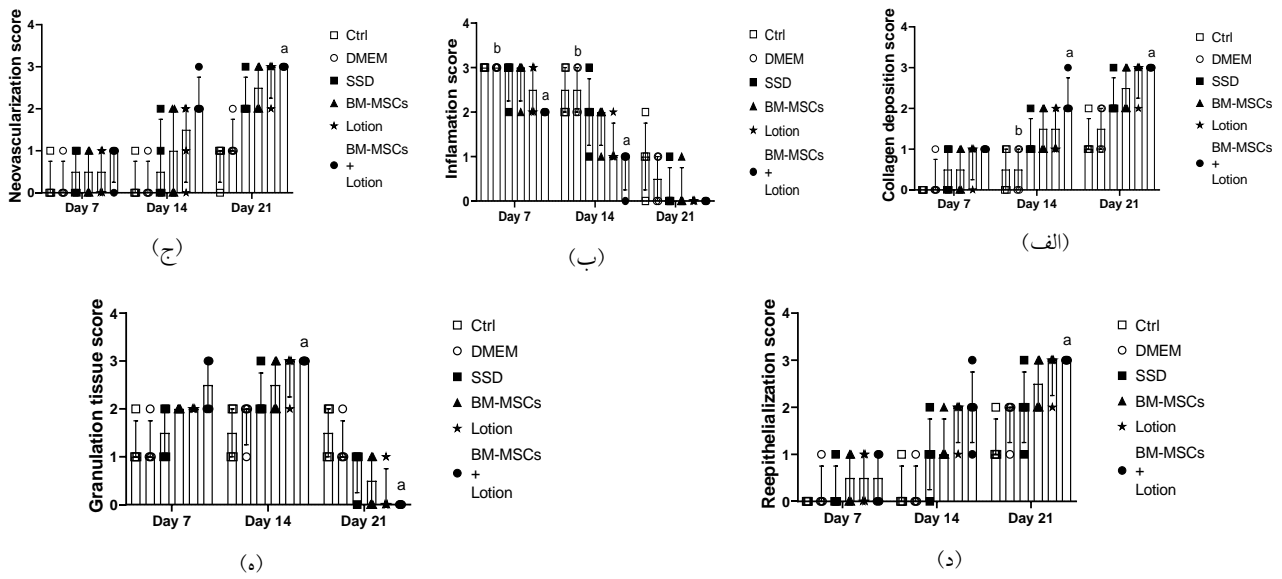 Neovascularization score
4
3
2
1
0
a
Day 7
Day 14
Day 21
Ctrl
DMEM
SSD
BM-MSCs
Lotion
BM-MSCs
+
Lotion
(ج)
Inflamation score
4
3
2
1
0
b
a
b
a
Day 7
Day 14
Day 21
Ctrl
DMEM
SSD
BM-MSCs
Lotion
BM-MSCs
+
Lotion
(ب)
Collagen deposition score
4
3
2
1
0
b
a
a
Day 7
Day 14
Day 21
Ctrl
DMEM
SSD
BM-MSCs
Lotion
BM-MSCs
+
Lotion
(الف)
Granulation tissue score
4
3
2
1
0
a
a
Day 7
Day 14
Day 21
Ctrl
DMEM
SSD
BM-MSCs
Lotion
BM-MSCs
+
Lotion
(ه)
Reepithelialization score
4
3
2
1
0
a
Day 7
Day 14
Day 21
Ctrl
DMEM
SSD
BM-MSCs
Lotion
BM-MSCs
+
Lotion
(د)